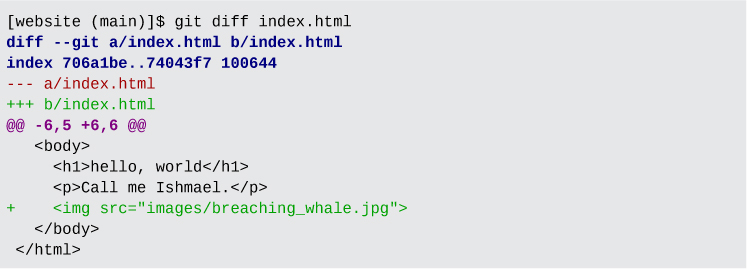 [website (main)]$ git diff index.html
diff --git a/index.html b/index.html
index 706a1be..74043f7 100644
--- a/index.html
+++ b/index.html
@@ -6,5 +6,6 @@
   <body>
     <h1>hello, world</h1>
     <p>Call me Ishmael.</p>
+    <img src="images/breaching_whale.jpg">
   </body>
 </html>